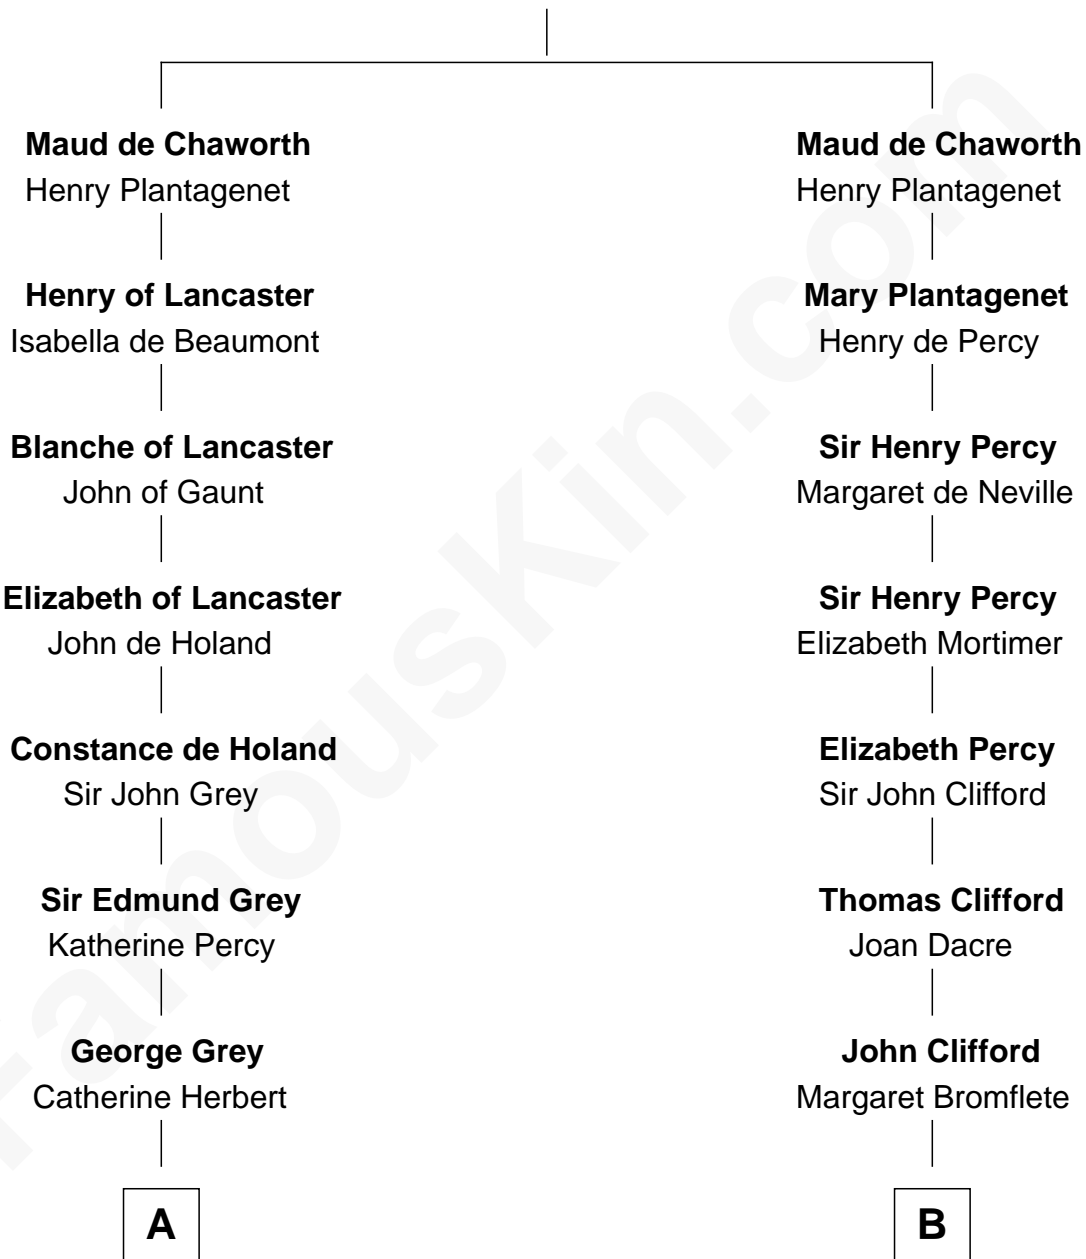 Maud de Chaworth
Henry Plantagenet
Henry of Lancaster
Isabella de Beaumont
Blanche of Lancaster
John of Gaunt
Elizabeth of Lancaster
John de Holand
Constance de Holand
Sir John Grey
Sir Edmund Grey
Katherine Percy
George Grey
Catherine Herbert
A
Maud de Chaworth
Henry Plantagenet
Mary Plantagenet
Henry de Percy
Sir Henry Percy
Margaret de Neville
Sir Henry Percy
Elizabeth Mortimer
Elizabeth Percy
Sir John Clifford
Thomas Clifford
Joan Dacre
John Clifford
Margaret Bromflete
B
FamousKin.com